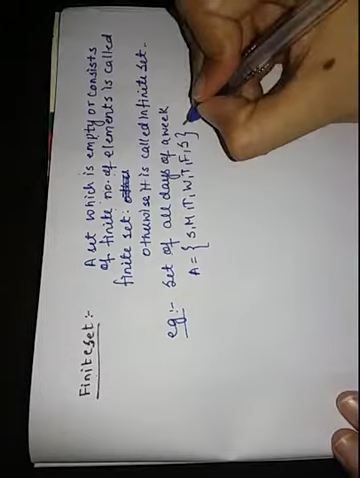 Finite set :-
A set which is empty or consists
of finite no. of elements is called
finite set.
otherwise it is called infinite set.
eg:- set of all days of a week
A = { S, M, T, W, T, F, S }